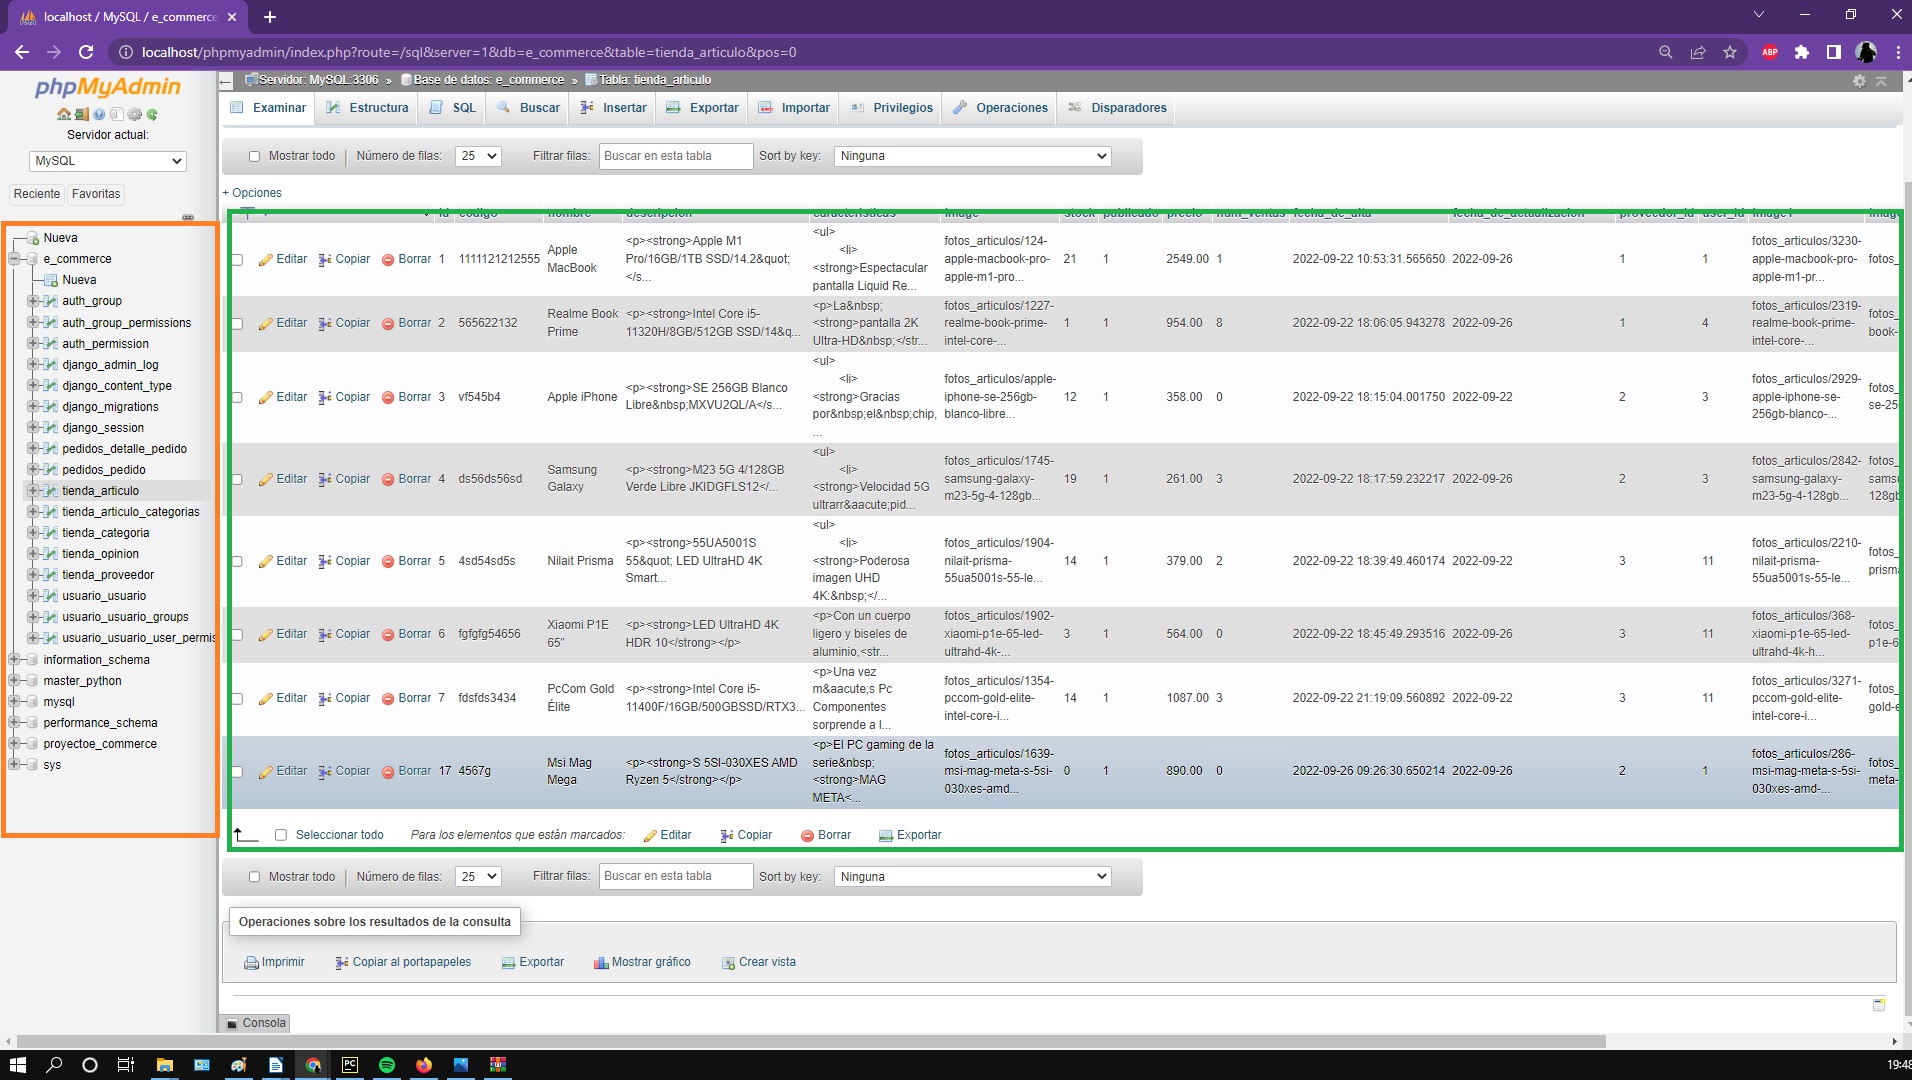 localhost / MySQL / e_commerce
localhost/phpmyadmin/index.php?route=/sql&server=1&db=e_commerce&table=tienda_articulo&pos=0
ABP
phpMyAdmin
Servidor actual:
MySQL
Reciente Favoritas
Nueva
e_commerce
Nueva
auth_group
auth_group_permissions
auth_permission
django_admin_log
django_content_type
django_migrations
django_session
pedidos_detalle_pedido
pedidos_pedido
tienda_articulo
tienda_articulo_categorias
tienda_categoria
tienda_opinion
tienda_proveedor
usuario_usuario
usuario_usuario_groups
usuario_usuario_user_permis
information_schema
master_python
mysql
performance_schema
proyectoe_commerce
sys
Servidor: MySQL:3306 » Base de datos: e_commerce » Tabla: tienda_articulo
Examinar Estructura SQL Buscar Insertar Exportar Importar Privilegios Operaciones Disparadores
Mostrar todo Número de filas: 25 Filtrar filas: Buscar en esta tabla Sort by key: Ninguna
+ Opciones
id codigo nombre descripcion caracteristicas image stock publicado precio num_ventas fecha_de_alta fecha_de_actualizacion proveedor_id user_id image1
Editar Copiar Borrar 1 1111121212555 Apple MacBook <p><strong>Apple M1 Pro/16GB/1TB SSD/14.2&quot;</s... <ul> <li> <strong>Espectacular pantalla Liquid Re... fotos_articulos/124-apple-macbook-pro-apple-m1-pro... 21 1 2549.00 1 2022-09-22 10:53:31.565650 2022-09-26 1 1 fotos_articulos/3230-apple-macbook-pro-apple-m1-pr... fotos_
Editar Copiar Borrar 2 565622132 Realme Book Prime <p><strong>Intel Core i5-11320H/8GB/512GB SSD/14&q... <p>La&nbsp;<strong>pantalla 2K Ultra-HD&nbsp;</str... fotos_articulos/1227-realme-book-prime-intel-core-... 1 1 954.00 8 2022-09-22 18:06:05.943278 2022-09-26 1 4 fotos_articulos/2319-realme-book-prime-intel-core-... fotos_ book-
Editar Copiar Borrar 3 vf545b4 Apple iPhone <p><strong>SE 256GB Blanco Libre&nbsp;MXVU2QL/A</s... <ul> <li> <strong>Gracias por&nbsp;el&nbsp;chip, ... fotos_articulos/apple-iphone-se-256gb-blanco-libre... 12 1 358.00 0 2022-09-22 18:15:04.001750 2022-09-22 2 3 fotos_articulos/2929-apple-iphone-se-256gb-blanco-... fotos_ se-25
Editar Copiar Borrar 4 ds56ds56sd Samsung Galaxy <p><strong>M23 5G 4/128GB Verde Libre JKIDGFLS12</... <ul> <li> <strong>Velocidad 5G ultrarr&aacute;pid... fotos_articulos/1745-samsung-galaxy-m23-5g-4-128gb... 19 1 261.00 3 2022-09-22 18:17:59.232217 2022-09-26 2 3 fotos_articulos/2842-samsung-galaxy-m23-5g-4-128gb... fotos_ sams 128gb
Editar Copiar Borrar 5 4sd54sd5s Nilait Prisma <p><strong>55UA5001S 55&quot; LED UltraHD 4K Smart... <ul> <li> <strong>Poderosa imagen UHD 4K:&nbsp;</... fotos_articulos/1904-nilait-prisma-55ua5001s-55-le... 14 1 379.00 2 2022-09-22 18:39:49.460174 2022-09-22 3 11 fotos_articulos/2210-nilait-prisma-55ua5001s-55-le... fotos_ prisma
Editar Copiar Borrar 6 fgfgfg54656 Xiaomi P1E 65" <p><strong>LED UltraHD 4K HDR 10</strong></p> <p>Con un cuerpo ligero y biseles de aluminio,<str... fotos_articulos/1902-xiaomi-p1e-65-led-ultrahd-4k-... 3 1 564.00 0 2022-09-22 18:45:49.293516 2022-09-26 3 11 fotos_articulos/368-xiaomi-p1e-65-led-ultrahd-4k-h... fotos_ p1e-6
Editar Copiar Borrar 7 fdsfds3434 PcCom Gold Élite <p><strong>Intel Core i5-11400F/16GB/500GBSSD/RTX3... <p>Una vez m&aacute;s Pc Componentes sorprende a l... fotos_articulos/1354-pccom-gold-elite-intel-core-i... 14 1 1087.00 3 2022-09-22 21:19:09.560892 2022-09-22 3 11 fotos_articulos/3271-pccom-gold-elite-intel-core-i... fotos_ gold-e
Editar Copiar Borrar 17 4567g Msi Mag Mega <p><strong>S 5SI-030XES AMD Ryzen 5</strong></p> <p>El PC gaming de la serie&nbsp;<strong>MAG META<... fotos_articulos/1639-msi-mag-meta-s-5si-030xes-amd... 0 1 890.00 0 2022-09-26 09:26:30.650214 2022-09-26 2 1 fotos_articulos/286-msi-mag-meta-s-5si-030xes-amd-... fotos_ meta-
Seleccionar todo Para los elementos que están marcados: Editar Copiar Borrar Exportar
Mostrar todo Número de filas: 25 Filtrar filas: Buscar en esta tabla Sort by key: Ninguna
Operaciones sobre los resultados de la consulta
Imprimir Copiar al portapapeles Exportar Mostrar gráfico Crear vista
Consola
PC
19:48